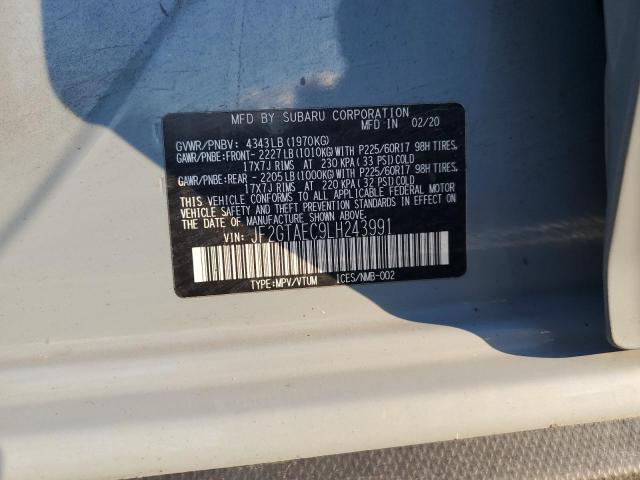 MFD BY SUBARU CORPORATION
MFD IN 02/20
GVWR/PNBV: 4343LB(1970KG)
GAWR/PNBE:FRONT- 2227LB(1010KG)WITH P225/60R17 98H TIRES,
17X7J RIMS AT 230 KPA(33 PSI)COLD
GAWR/PNBE:REAR - 2205LB(1000KG)WITH P225/60R17 98H TIRES,
17X7J RIMS AT 220 KPA(32 PSI)COLD
THIS VEHICLE CONFORMS TO ALL APPLICABLE FEDERAL MOTOR
VEHICLE SAFETY AND THEFT PREVENTION STANDARDS IN EFFECT ON
THE DATE OF MANUFACTURE SHOWN ABOVE.
VIN: JF2GTAEC9LH243991
TYPE:MPV/VTUM ICES/NMB-002